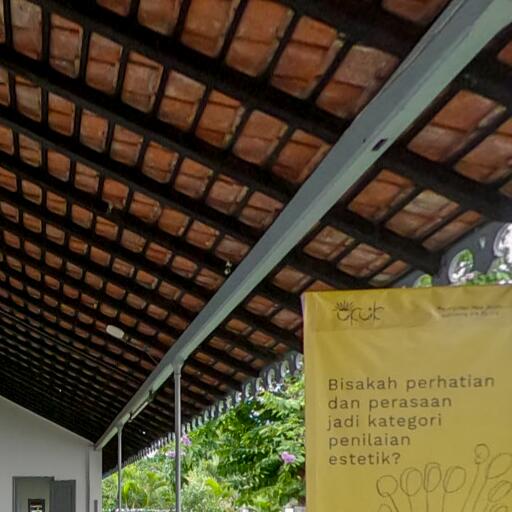 Bisakah perhatian
dan perasaan
jadi kategori
penilaian
estetik?